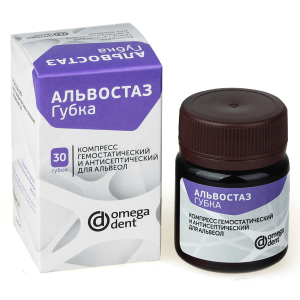 АЛЬВОСТАЗ
Губка
30
губок
КОМПРЕСС
ГЕМОСТАТИЧЕСКИЙ
И АНТИСЕПТИЧЕСКИЙ
ДЛЯ АЛЬВЕОЛ
omega
dent
АЛЬВОСТАЗ
ГУБКА
КОМПРЕСС ГЕМОСТАТИЧЕСКИЙ
И АНТИСЕПТИЧЕСКИЙ
ДЛЯ АЛЬВЕОЛ
omega
dent